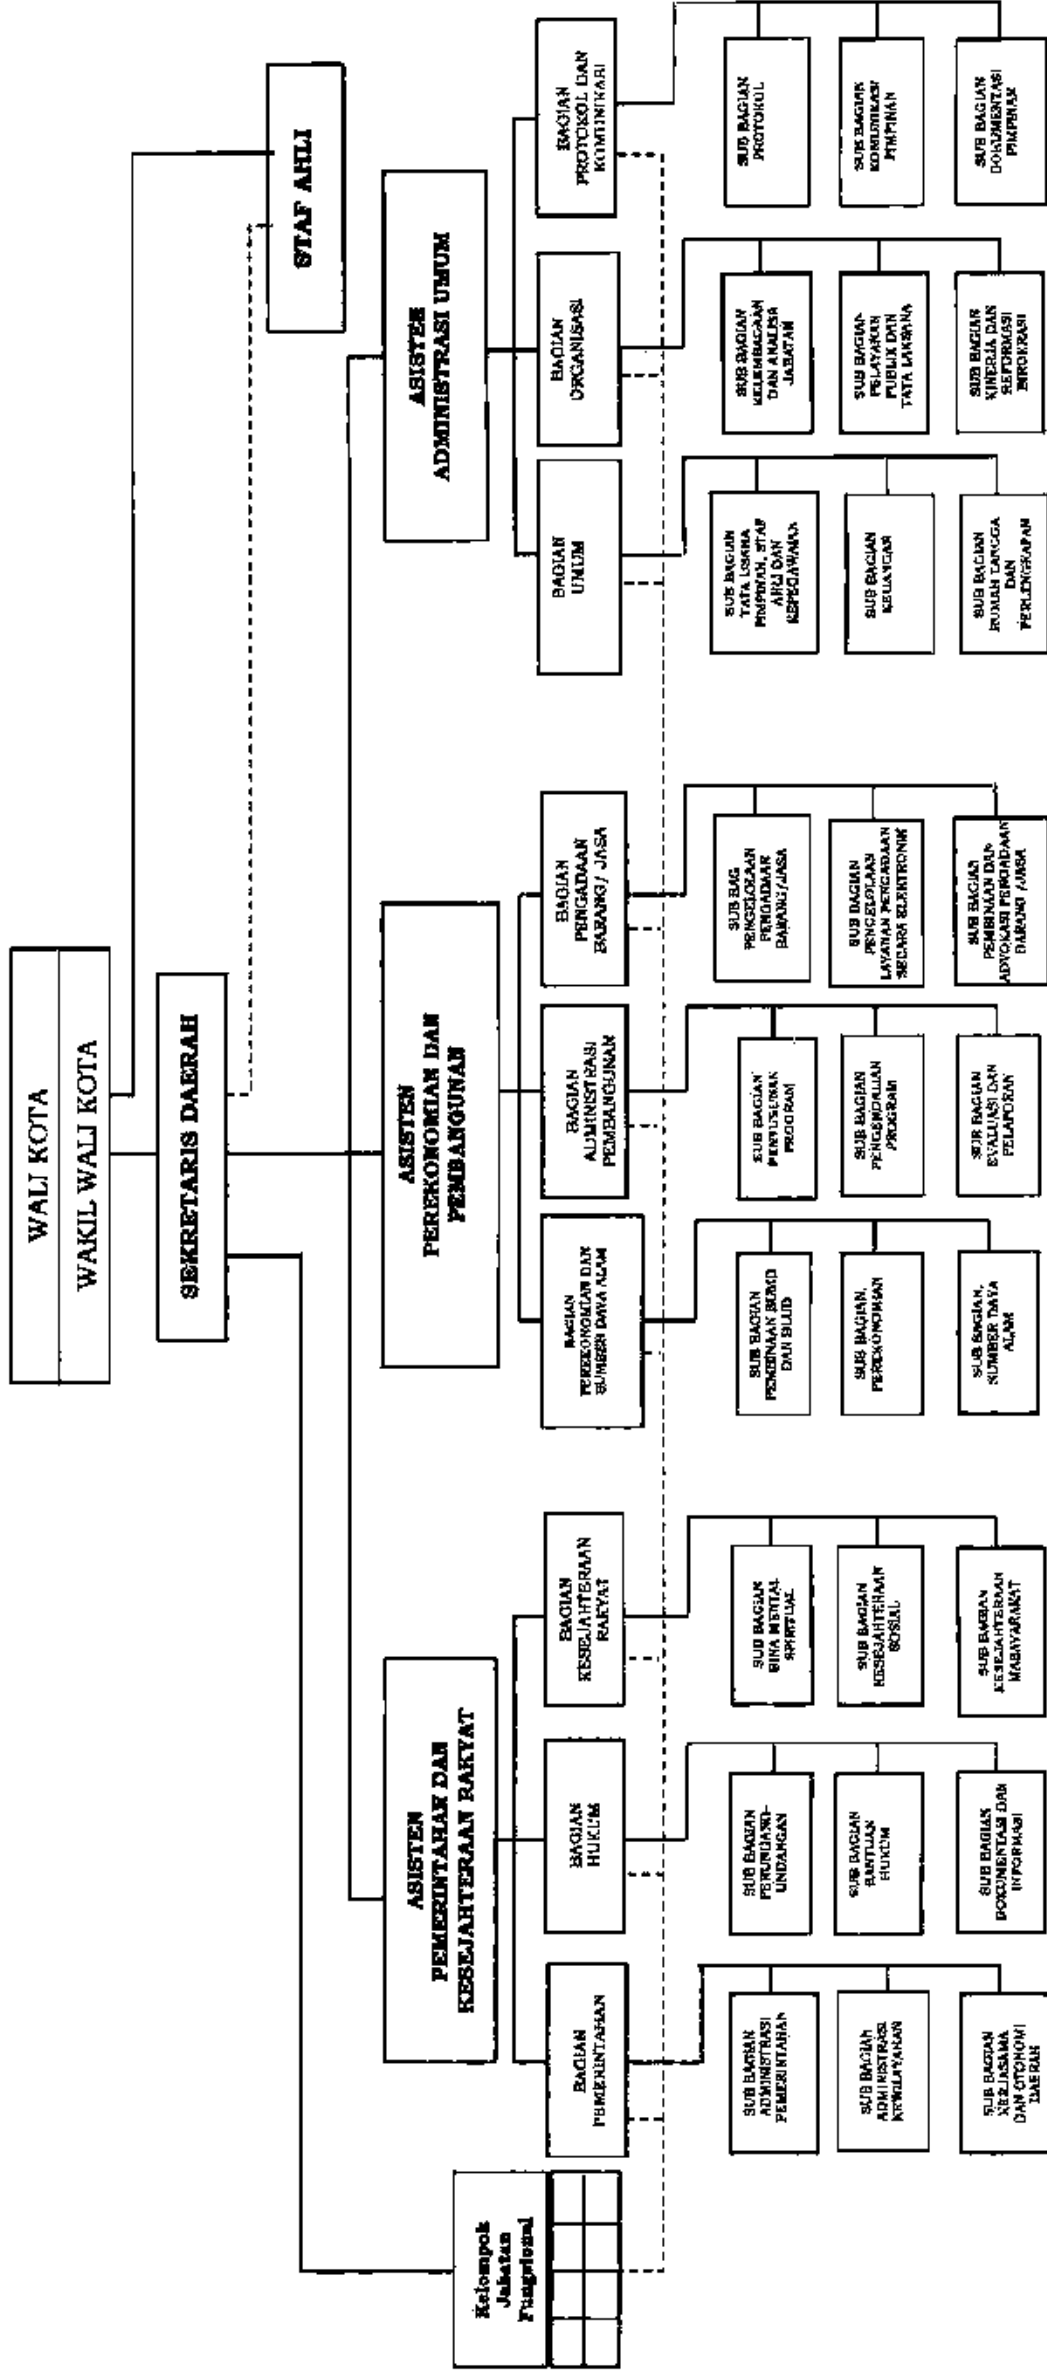 WALI KOTA
WAKIL WALI KOTA
SEKRETARIS DAERAH
STAF AHLI
Kelompok
Jabatan
Fungsional
ASISTEN
PEMERINTAHAN DAN
KESEJAHTERAAN RAKYAT
ASISTEN
PEREKONOMIAN DAN
PEMBANGUNAN
ASISTEN
ADMINISTRASI UMUM
BAGIAN
PEMERINTAHAN
BAGIAN
HUKUM
BAGIAN
KESEJAHTERAAN
RAKYAT
BAGIAN
PEREKONOMIAN DAN
SUMBER DAYA ALAM
BAGIAN
ADMINISTRASI
PEMBANGUNAN
BAGIAN
PENGADAAN
BARANG/ JASA
BAGIAN
UMUM
BAGIAN
ORGANISASI
BAGIAN
PROTOKOL DAN
KOMUNIKASI
SUB BAGIAN
ADMINISTRASI
PEMERINTAHAN
SUB BAGIAN
ADMINISTRASI
KEWILAYAHAN
SUB BAGIAN
KERJASAMA
DAN OTONOMI
DAERAH
SUB BAGIAN
PERUNDANG-
UNDANGAN
SUB BAGIAN
BANTUAN
HUKUM
SUB BAGIAN
DOKUMENTASI DAN
INFORMASI
SUB BAGIAN
BINA MENTAL
SPIRITUAL
SUB BAGIAN
KESEJAHTERAAN
SOSIAL
SUB BAGIAN
KESEJAHTERAAN
MASAYARAKAT
SUB BAGIAN
PEMBINAAN BUMD
DAN BLUD
SUB BAGIAN,
PEREKONOMIAN
SUB BAGIAN,
SUMBER DAYA
ALAM
SUB BAGIAN
PENYUSUNAN
PROGRAM
SUB BAGIAN
PENGENDALIAN
PROGRAM
SUB BAGIAN
EVALUASI DAN
PELAPORAN
SUB BAG
PENGELOLAAN
PENGADAAN
BARANG/JASA
SUB BAGIAN
PENGELOLAAN
LAYANAN PENGADAAN
SECARA ELEKTRONIK
SUB BAGIAN
PEMBINAAN DAN
ADVOKASI PENGADAAN
BARANG /JASA
SUB BAGIAN
TATA USAHA
PIMPINAN, STAF
AHLI DAN
KEPEGAWAIAN
SUB BAGIAN
KEUANGAN
SUB BAGIAN
RUMAH TANGGA
DAN
PERLENGKAPAN
SUB BAGIAN
KELEMBAGAAN
DAN ANALISA
JABATAN
SUB BAGIAN
PELAYANAN
PUBLIK DAN
TATA LAKSANA
SUB BAGIAN
KINERJA DAN
REFORMASI
BIROKRASI
SUB BAGIAN
PROTOKOL
SUB BAGIAN
KOMUNIKASI
PIMPINAN
SUB BAGIAN
DOKUMENTASI
PIMPINAN